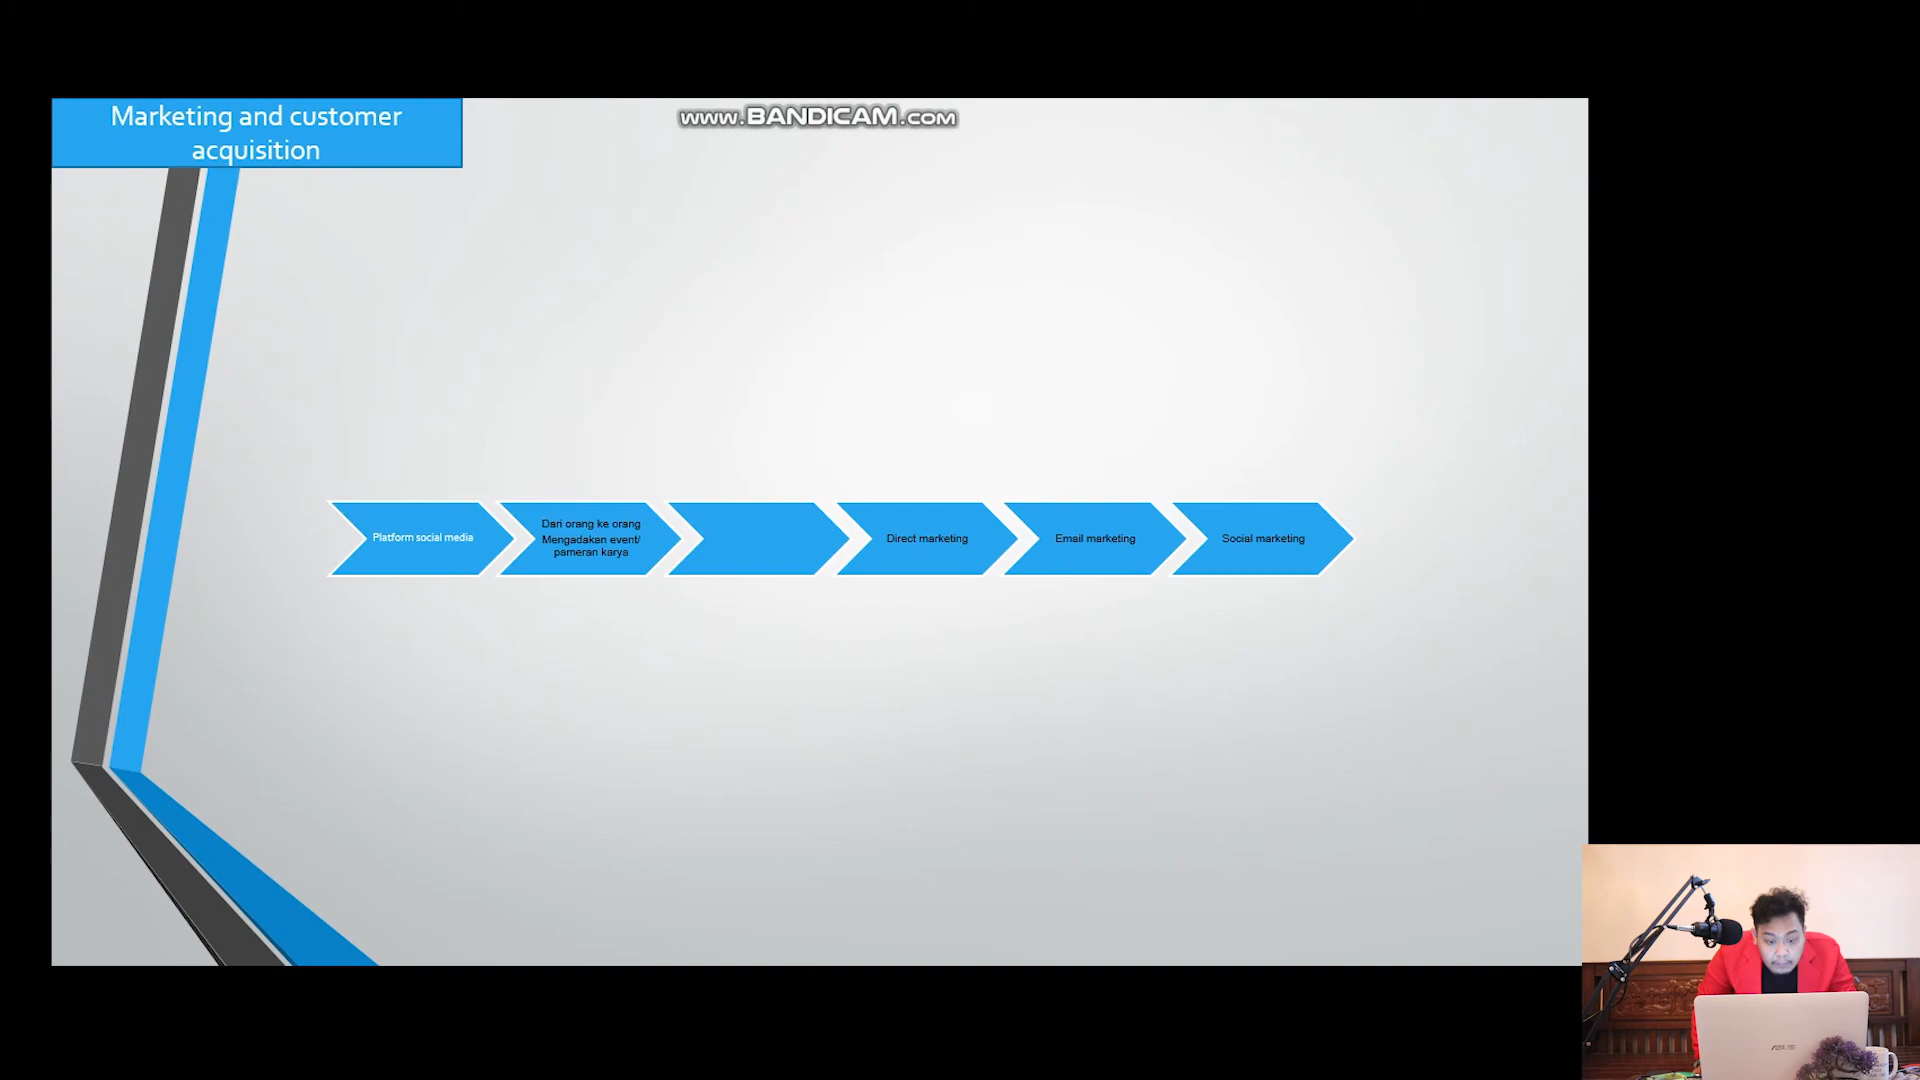 Marketing and customer
acquisition
www.BANDICAM.com
Platform social media
Dari orang ke orang
Mengadakan event/
pameran karya
Direct marketing
Email marketing
Social marketing
ASUS